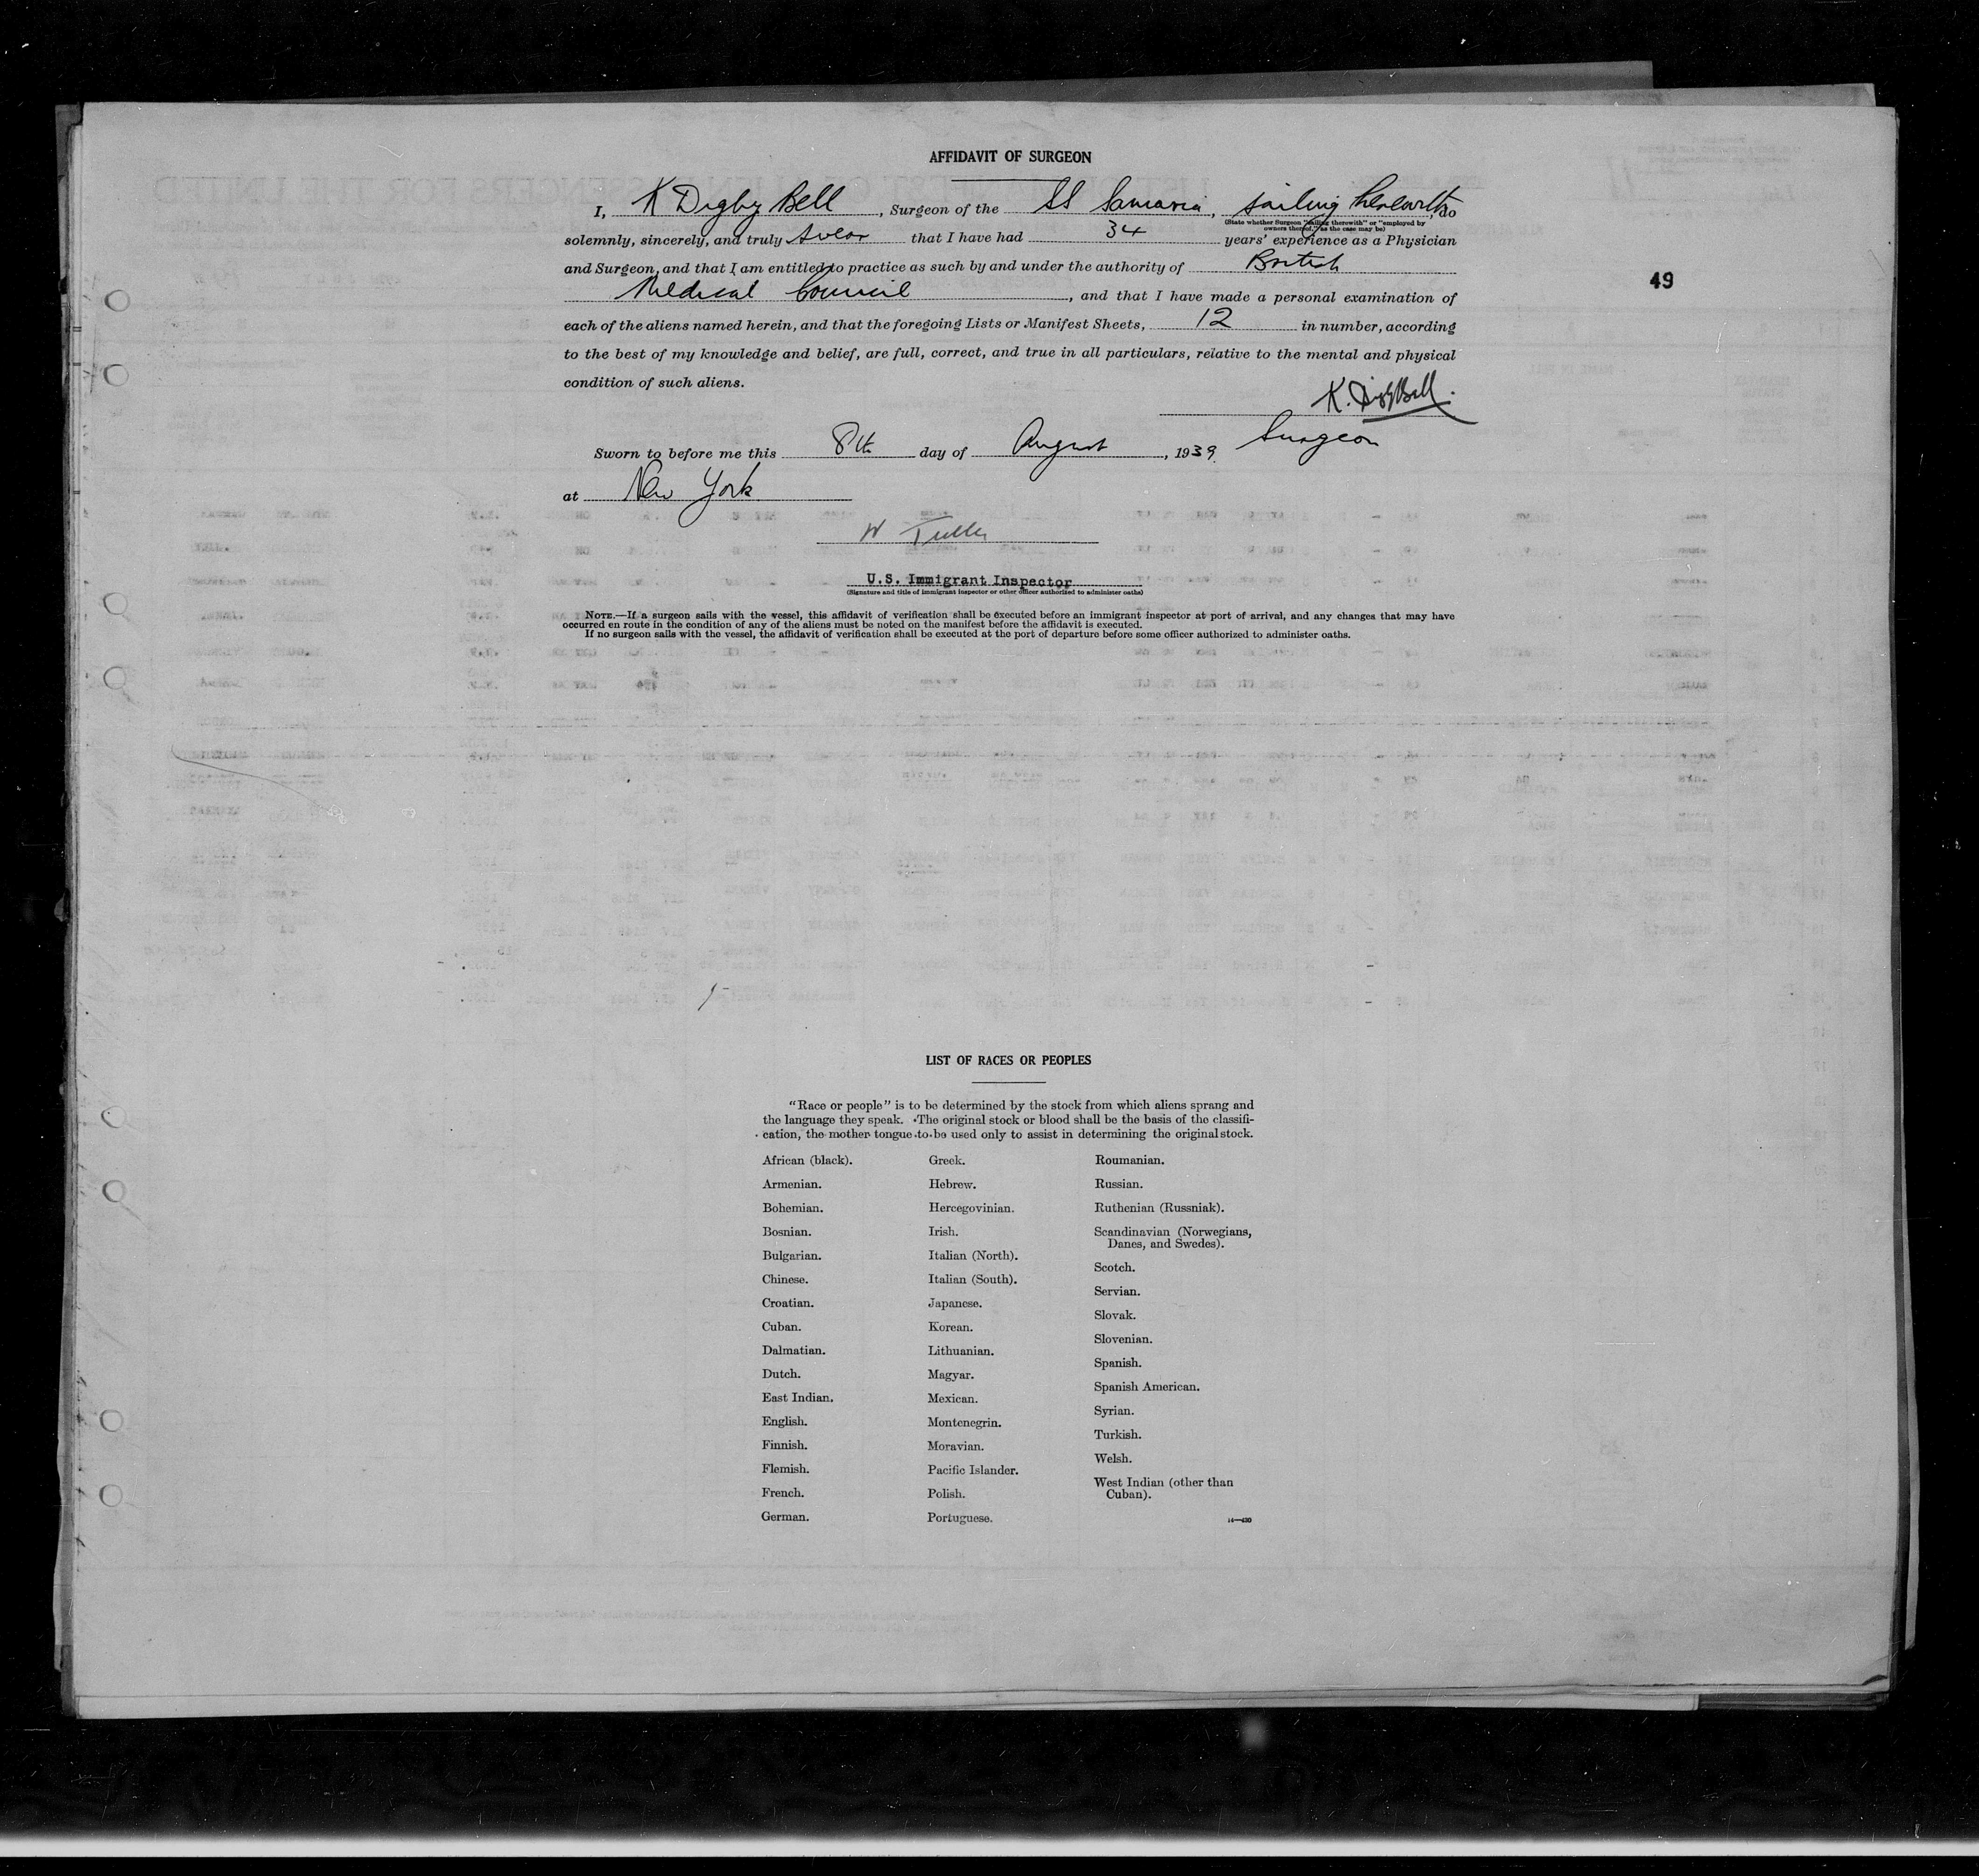 AFFIDAVIT OF SURGEON
I, K Digby Bell, Surgeon of the SS Samaria, sailing therewith, do
(State whether Surgeon "sailing therewith" or "employed by
owners thereof," as the case may be)
solemnly, sincerely, and truly swear that I have had 34 years' experience as a Physician
and Surgeon, and that I am entitled to practice as such by and under the authority of British
Medical Council, and that I have made a personal examination of
each of the aliens named herein, and that the foregoing Lists or Manifest Sheets, 12 in number, according
to the best of my knowledge and belief, are full, correct, and true in all particulars, relative to the mental and physical
condition of such aliens.
K. Digby Bell.
Surgeon
Sworn to before me this 8th day of August, 1939
at New York
W
U.S. Immigrant Inspector
(Signature and title of immigrant inspector or other officer authorized to administer oaths)
NOTE.—If a surgeon sails with the vessel, this affidavit of verification shall be executed before an immigrant inspector at port of arrival, and any changes that may have
occurred en route in the condition of any of the aliens must be noted on the manifest before the affidavit is executed.
If no surgeon sails with the vessel, the affidavit of verification shall be executed at the port of departure before some officer authorized to administer oaths.
49
LIST OF RACES OR PEOPLES
"Race or people" is to be determined by the stock from which aliens sprang and
the language they speak. The original stock or blood shall be the basis of the classifi-
cation, the mother tongue to be used only to assist in determining the original stock.
African (black).
Armenian.
Bohemian.
Bosnian.
Bulgarian.
Chinese.
Croatian.
Cuban.
Dalmatian.
Dutch.
East Indian.
English.
Finnish.
Flemish.
French.
German.
Greek.
Hebrew.
Hercegovinian.
Irish.
Italian (North).
Italian (South).
Japanese.
Korean.
Lithuanian.
Magyar.
Mexican.
Montenegrin.
Moravian.
Pacific Islander.
Polish.
Portuguese.
Roumanian.
Russian.
Ruthenian (Russniak).
Scandinavian (Norwegians,
Danes, and Swedes).
Scotch.
Servian.
Slovak.
Slovenian.
Spanish.
Spanish American.
Syrian.
Turkish.
Welsh.
West Indian (other than
Cuban).